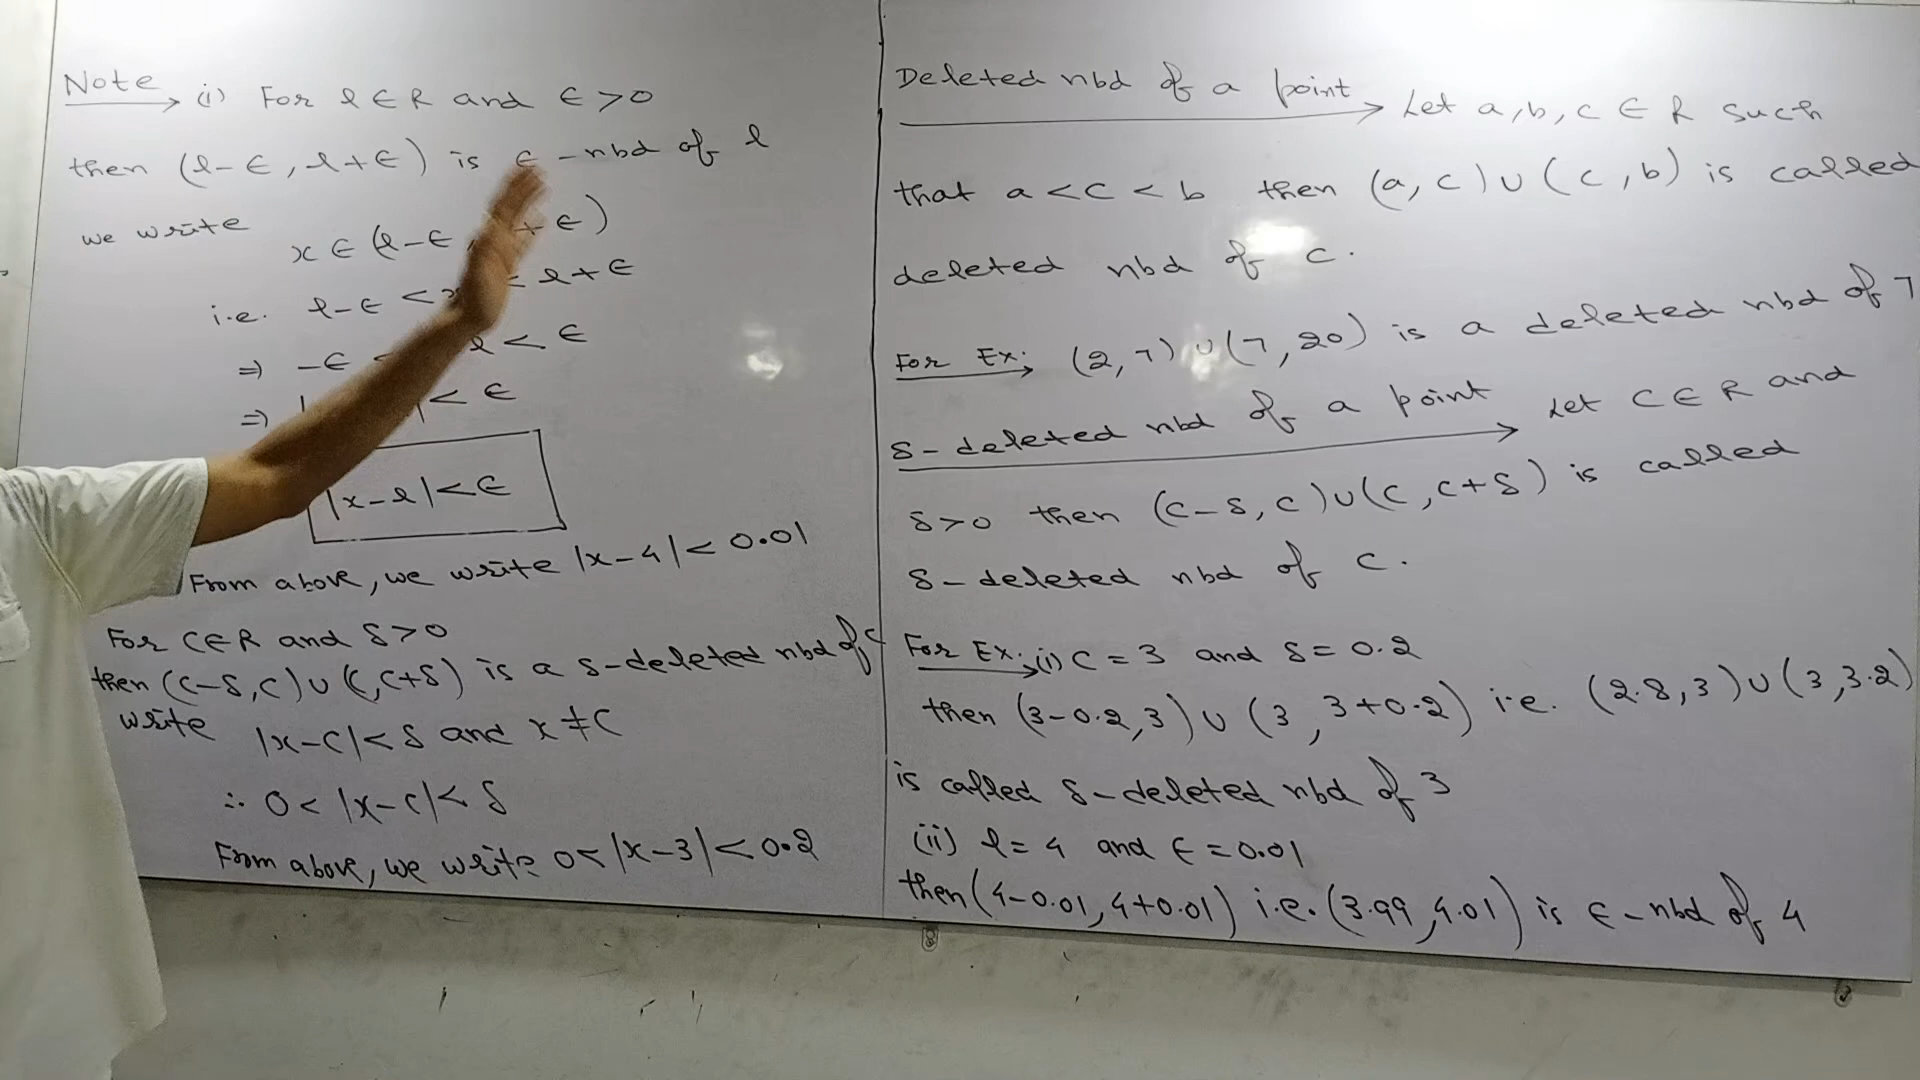 Note → (i) For l ∈ R and ϵ > 0
then (l-ϵ, l+ϵ) is ϵ-nbd of l
we write x ∈ (l-ϵ, + ϵ)
i.e. l-ϵ < < l+ϵ
⇒ -ϵ < l < ϵ
⇒ | | < ϵ
|x-l| < ϵ
From above, we write |x-4| < 0.01
For C ∈ R and δ > 0
then (c-δ, c) ∪ (c, c+δ) is a δ-deleted nbd of c
write |x-c| < δ and x ≠ c
∴ 0 < |x-c| < δ
From above, we write 0 < |x-3| < 0.2
Deleted nbd of a point → Let a, b, c ∈ R such
that a < c < b then (a, c) ∪ (c, b) is called
deleted nbd of c.
For Ex: → (2, 7) ∪ (7, 20) is a deleted nbd of 7
δ-deleted nbd of a point → Let C ∈ R and
δ > 0 then (c-δ, c) ∪ (c, c+δ) is called
δ-deleted nbd of c.
For Ex: → (i) c = 3 and δ = 0.2
then (3-0.2, 3) ∪ (3, 3+0.2) i.e. (2.8, 3) ∪ (3, 3.2)
is called δ-deleted nbd of 3
(ii) l = 4 and ϵ = 0.01
then (4-0.01, 4+0.01) i.e. (3.99, 4.01) is ϵ-nbd of 4